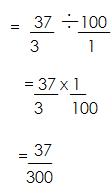 = 37/3 ÷ 100/1
= 37/3 x 1/100
= 37/300